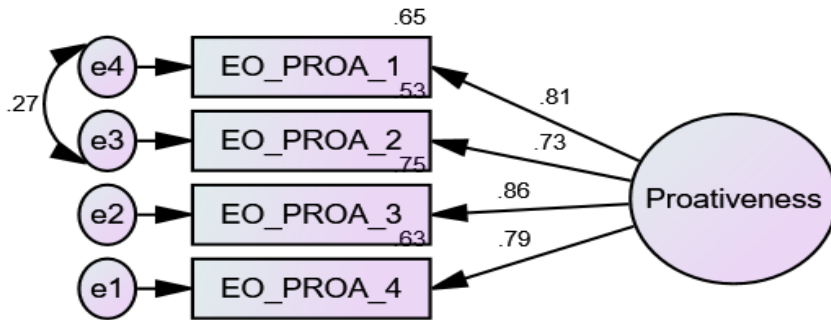 .65
e4 EO_PROA_1
.53
.81
.27
e3 EO_PROA_2
.73
.75
Proativeness
e2 EO_PROA_3
.86
.63
.79
e1 EO_PROA_4